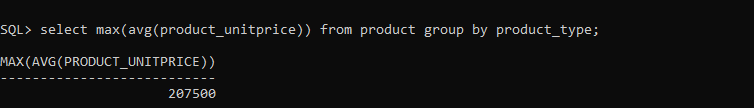 SQL> select max(avg(product_unitprice)) from product group by product_type;
MAX(AVG(PRODUCT_UNITPRICE))
---------------------------
207500